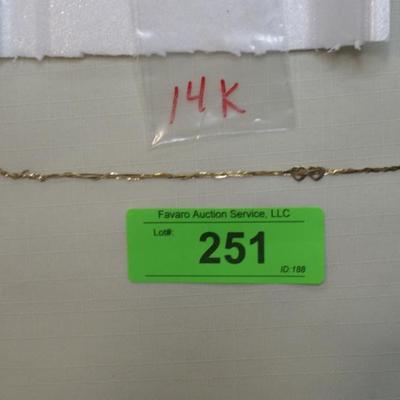 14K
Favaro Auction Service, LLC
Lot#:
251
ID:188